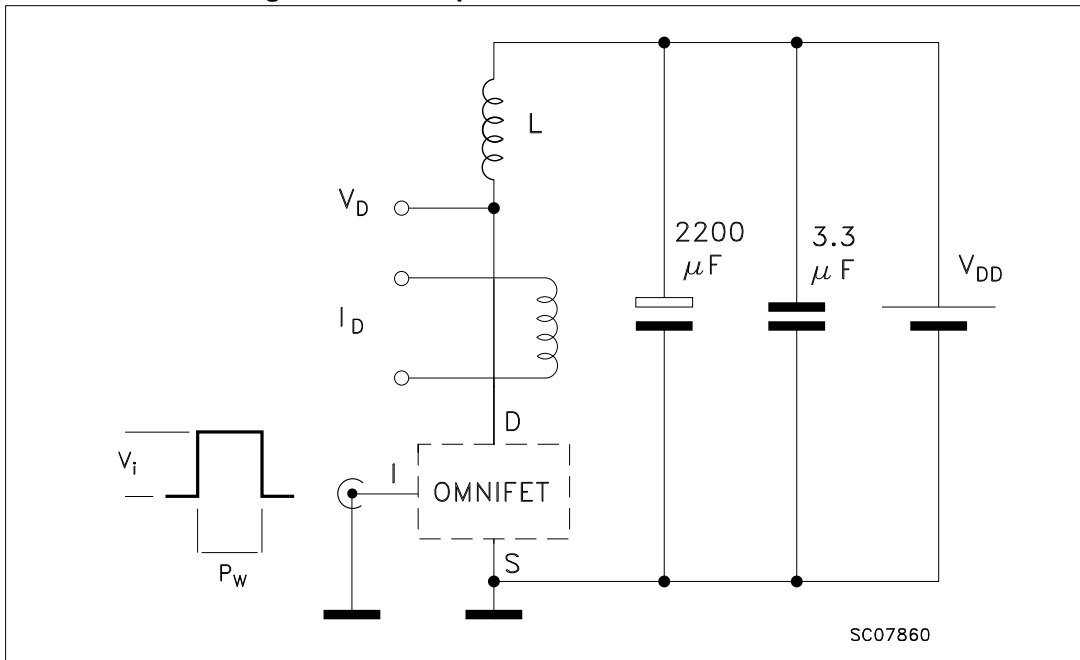 L
V_D
2200
μF
3.3
μF
V_DD
I_D
D
V_i
I
OMNIFET
P_W
S
SC07860